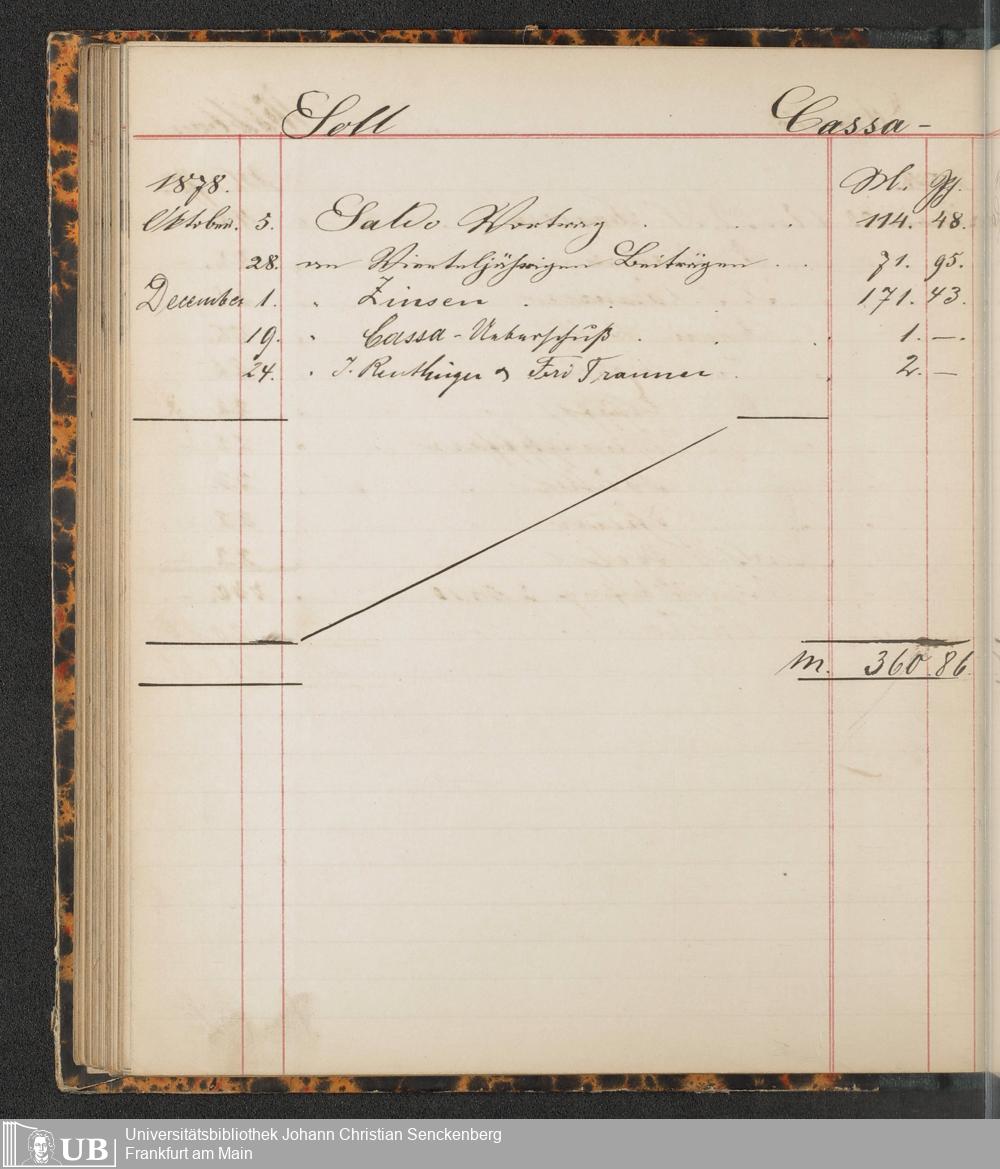 Soll Cassa-
1878. M. Pf.
Oktober. 5. Saldo Vortrag . . . 114. 48.
28. an Vierteljährigen Beiträgen . . 71. 95.
December 1. " Zinsen . . 171. 43.
19. " Cassa-Ueberschuß . . . 1. —.
24. " J. Reuthinger & Ferd Trauner . . 2. —
M. 360. 86.
UB
Universitätsbibliothek Johann Christian Senckenberg
Frankfurt am Main